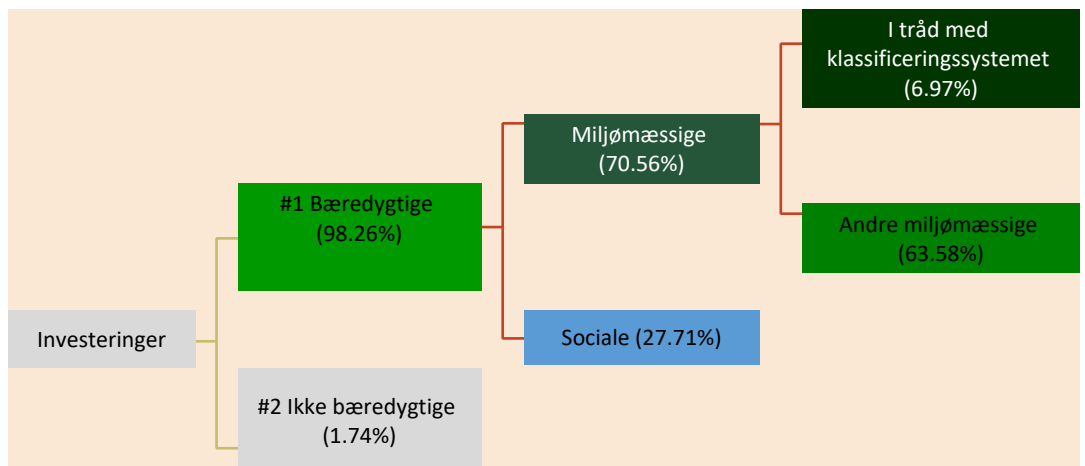 Investeringer
#1 Bæredygtige
(98.26%)
#2 Ikke bæredygtige
(1.74%)
Miljømæssige
(70.56%)
Sociale (27.71%)
I tråd med
klassificeringssystemet
(6.97%)
Andre miljømæssige
(63.58%)